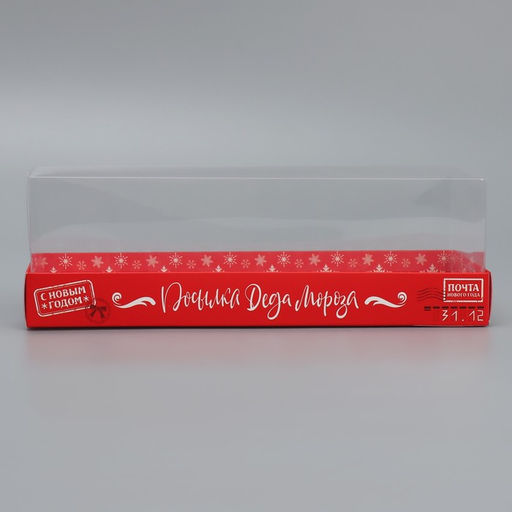 С НОВЫМ
*ГОДОМ*
Посылка Деда Мороза
ПОЧТА
НОВОГО ГОДА
31.12